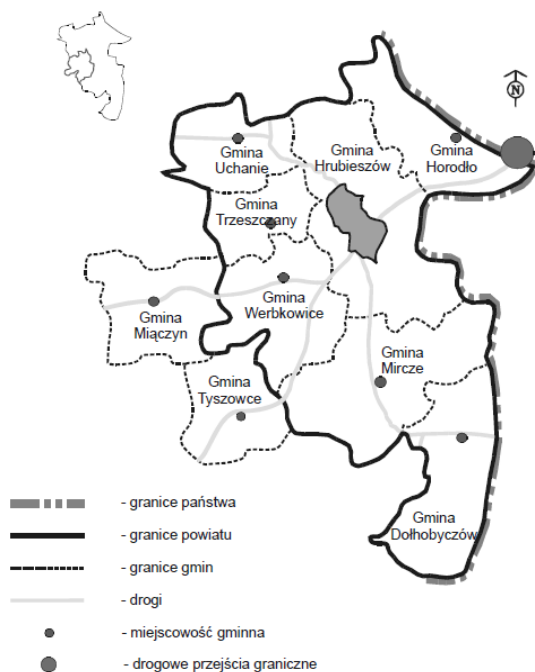 N
Gmina
Uchanie
Gmina
Hrubieszów
Gmina
Horodło
Gmina
Trzeszczany
Gmina
Werbkowice
Gmina
Miączyn
Gmina
Mircze
Gmina
Tyszowce
Gmina
Dołhobyczów
- granice państwa
- granice powiatu
- granice gmin
- drogi
- miejscowość gminna
- drogowe przejścia graniczne